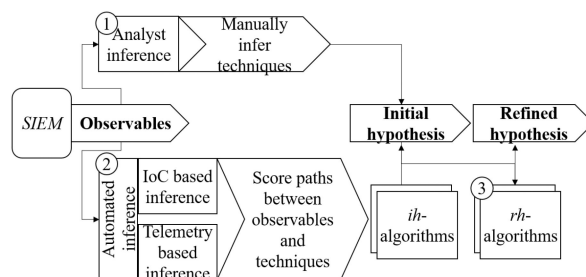 1
Analyst
inference
Manually
infer
techniques
SIEM
Observables
Initial
hypothesis
Refined
hypothesis
2
Automated
inference
IoC based
inference
Telemetry
based
inference
Score paths
between
observables
and
techniques
ih-
algorithms
3
rh-
algorithms